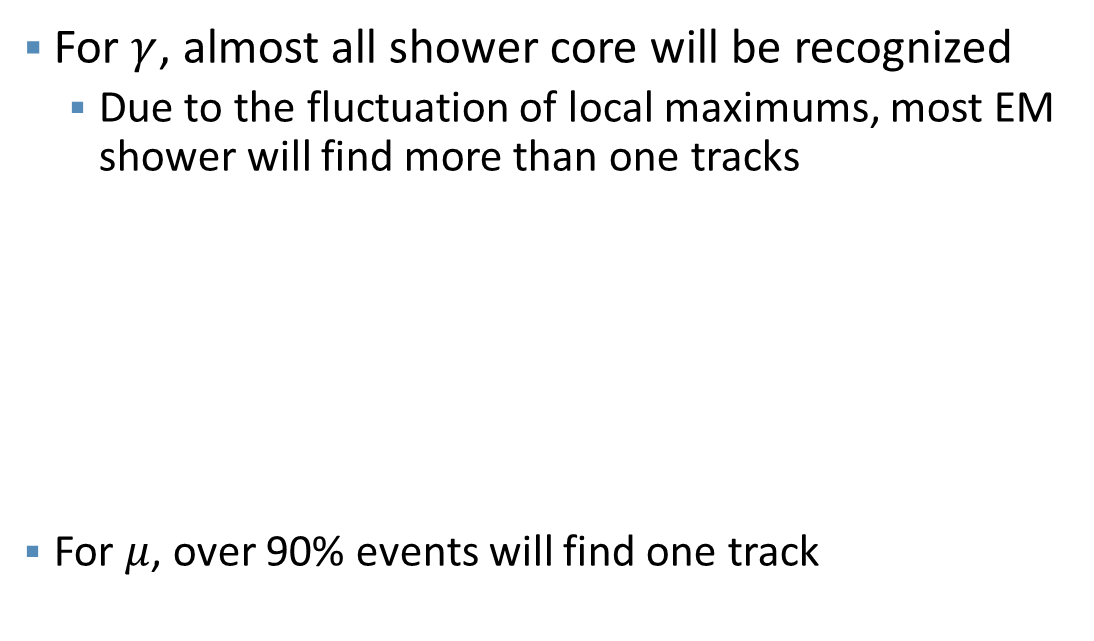 ▪ For γ, almost all shower core will be recognized
▪ Due to the fluctuation of local maximums, most EM
shower will find more than one tracks
▪ For μ, over 90% events will find one track